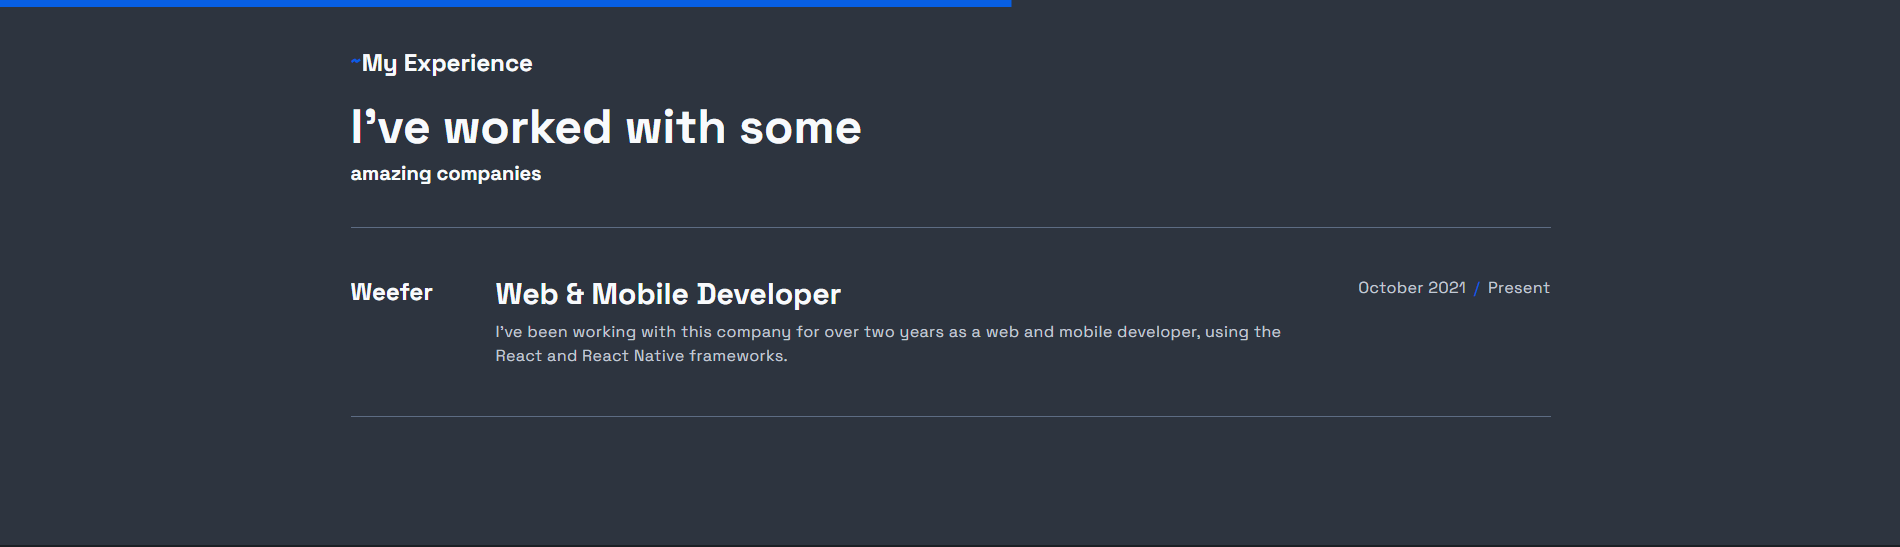 ~My Experience
I've worked with some
amazing companies
Weefer
Web & Mobile Developer
October 2021 / Present
I've been working with this company for over two years as a web and mobile developer, using the
React and React Native frameworks.